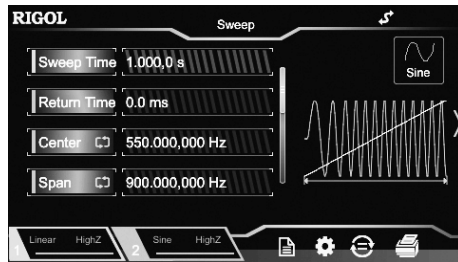 RIGOL
Sweep
Sine
Sweep Time 1.000,0 s
Return Time 0.0 ms
Center 550.000,000 Hz
Span 900.000,000 Hz
1 Linear HighZ
2 Sine HighZ